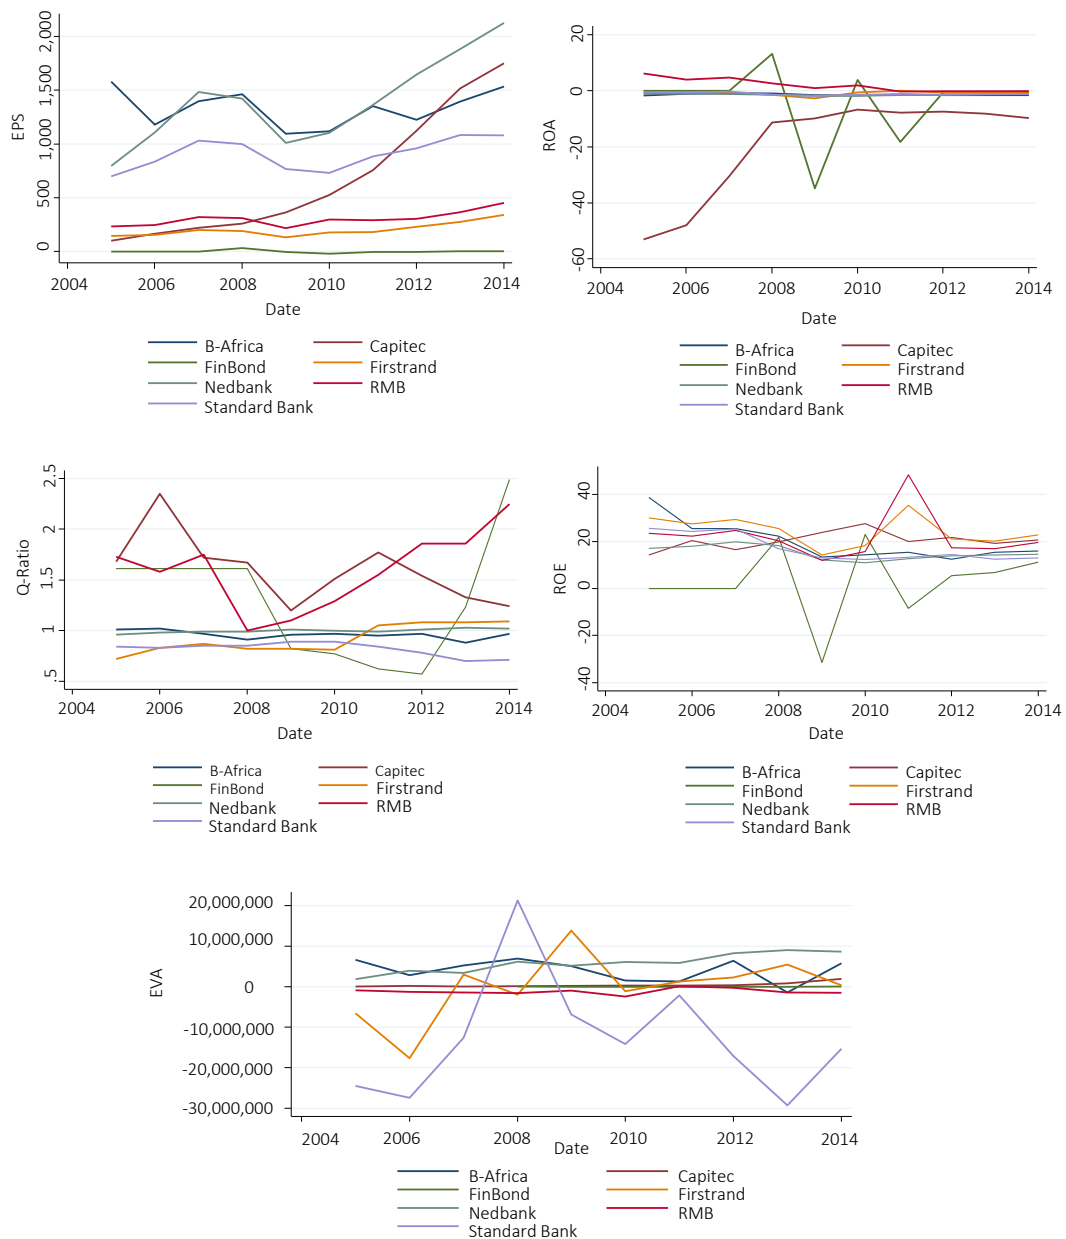 EPS
2,000
1,500
1,000
500
0
2004
2006
2008
2010
2012
2014
Date
B-Africa
Capitec
FinBond
Firstrand
Nedbank
RMB
Standard Bank
ROA
20
0
-20
-40
-60
2004
2006
2008
2010
2012
2014
Date
B-Africa
Capitec
FinBond
Firstrand
Nedbank
RMB
Standard Bank
Q-Ratio
2.5
2
1.5
1
.5
2004
2006
2008
2010
2012
2014
Date
B-Africa
Capitec
FinBond
Firstrand
Nedbank
RMB
Standard Bank
ROE
40
20
0
-20
-40
2004
2006
2008
2010
2012
2014
Date
B-Africa
Capitec
FinBond
Firstrand
Nedbank
RMB
Standard Bank
EVA
20,000,000
10,000,000
0
-10,000,000
-20,000,000
-30,000,000
2004
2006
2008
2010
2012
2014
Date
B-Africa
Capitec
FinBond
Firstrand
Nedbank
RMB
Standard Bank